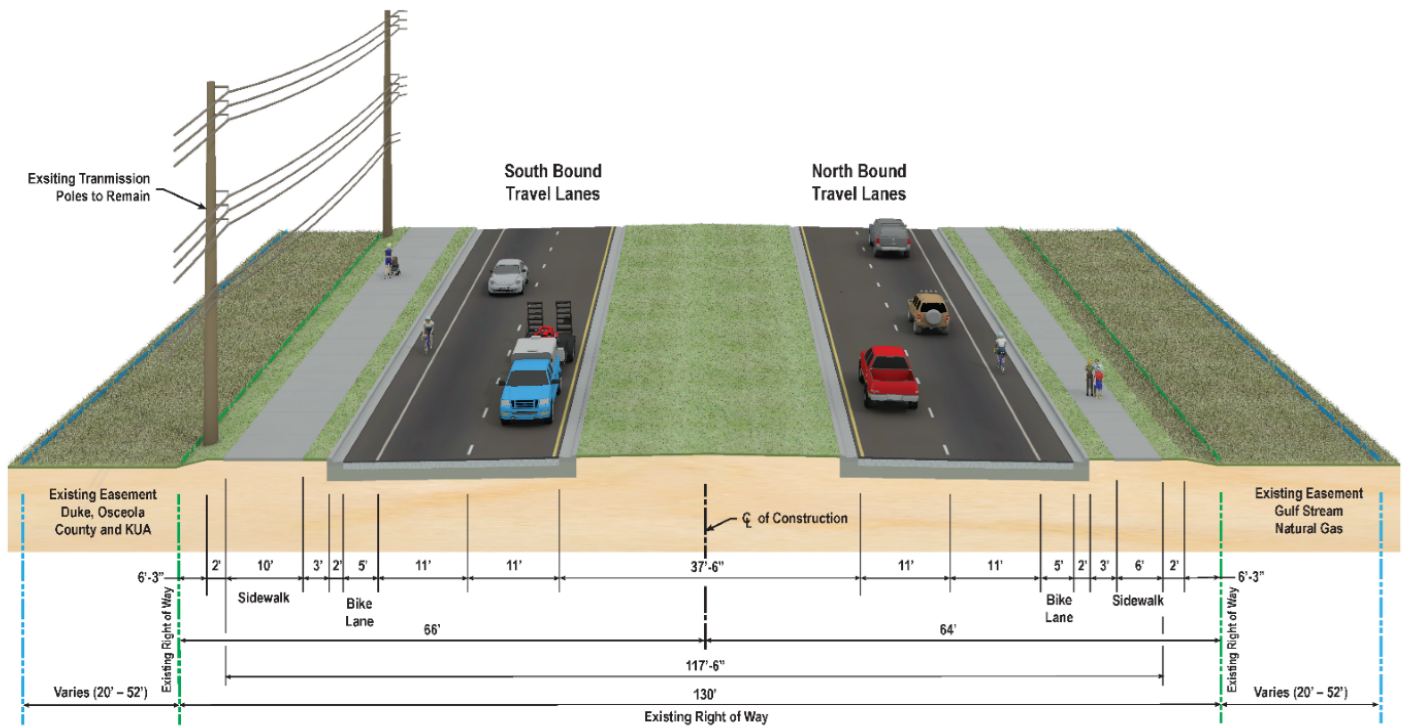 South Bound
Travel Lanes
North Bound
Travel Lanes
Exsiting Tranmission
Poles to Remain
Existing Easement
Duke, Osceola
County and KUA
℄ of Construction
Existing Easement
Gulf Stream
Natural Gas
6'-3" 2' 10' 3' 2' 5' 11' 11' 37'-6" 11' 11' 5' 2' 3' 6' 2' 6'-3"
Sidewalk
Bike
Lane
Bike
Lane
Sidewalk
Existing Right of Way
Existing Right of Way
66' 64'
117'-6"
Varies (20' – 52') 130' Varies (20' – 52')
Existing Right of Way